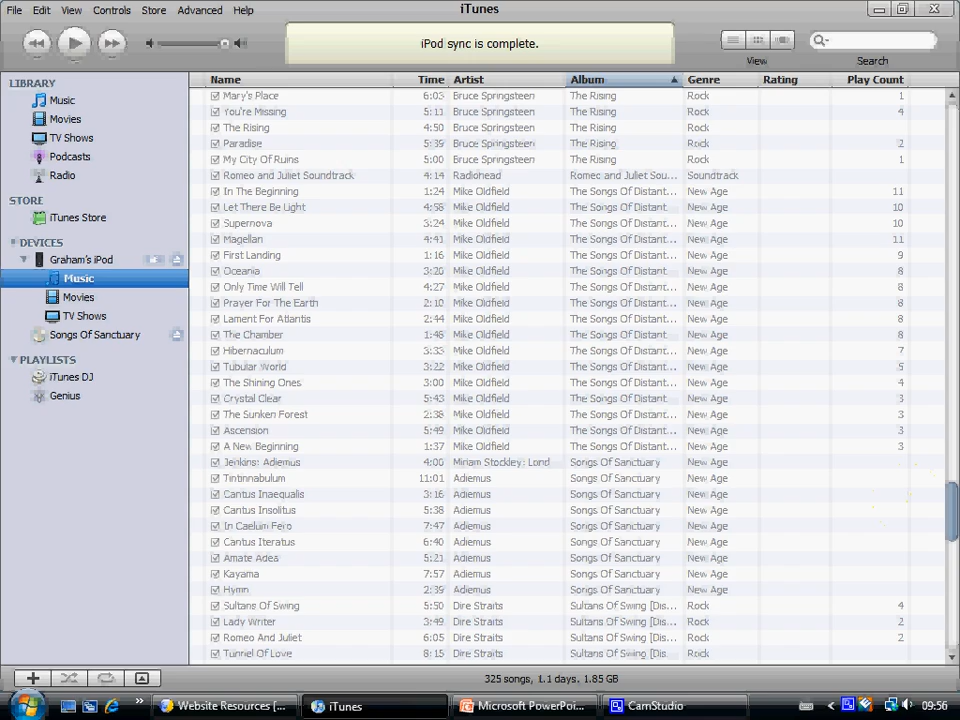 iTunes
File Edit View Controls Store Advanced Help
iPod sync is complete.
View
Search
LIBRARY
Music
Movies
TV Shows
Podcasts
Radio
STORE
iTunes Store
DEVICES
Graham's iPod
Music
Movies
TV Shows
Songs Of Sanctuary
PLAYLISTS
iTunes DJ
Genius
Name Time Artist Album Genre Rating Play Count
Mary's Place 6:03 Bruce Springsteen The Rising Rock 1
You're Missing 5:11 Bruce Springsteen The Rising Rock 4
The Rising 4:50 Bruce Springsteen The Rising Rock
Paradise 5:39 Bruce Springsteen The Rising Rock 2
My City Of Ruins 5:00 Bruce Springsteen The Rising Rock 1
Romeo and Juliet Soundtrack 4:14 Radiohead Romeo and Juliet Sou... Soundtrack
In The Beginning 1:24 Mike Oldfield The Songs Of Distant New Age 11
Let There Be Light 4:58 Mike Oldfield The Songs Of Distant... New Age 10
Supernova 3:24 Mike Oldfield The Songs Of Distant... New Age 10
Magellan 4:41 Mike Oldfield The Songs Of Distant... New Age 11
First Landing 1:16 Mike Oldfield The Songs Of Distant New Age 9
Oceania 3:20 Mike Oldfield The Songs Of Distant... New Age 8
Only Time Will Tell 4:27 Mike Oldfield The Songs Of Distant New Age 8
Prayer For The Earth 2:10 Mike Oldfield The Songs Of Distant... New Age 8
Lament For Atlantis 2:44 Mike Oldfield The Songs Of Distant... New Age 8
The Chamber 1:48 Mike Oldfield The Songs Of Distant... New Age 8
Hibernaculum 3:33 Mike Oldfield The Songs Of Distant... New Age 7
Tubular World 3:22 Mike Oldfield The Songs Of Distant... New Age 5
The Shining Ones 3:00 Mike Oldfield The Songs Of Distant... New Age 4
Crystal Clear 5:43 Mike Oldfield The Songs Of Distant New Age 3
The Sunken Forest 2:38 Mike Oldfield The Songs Of Distant... New Age 3
Ascension 5:49 Mike Oldfield The Songs Of Distant... New Age 3
A New Beginning 1:37 Mike Oldfield The Songs Of Distant... New Age 3
Jenkins: Adiemus 4:00 Miriam Stockley: Lond Songs Of Sanctuary New Age
Tintinnabulum 11:01 Adiemus Songs Of Sanctuary New Age
Cantus Inaequalis 3:16 Adiemus Songs Of Sanctuary New Age
Cantus Insolitus 5:38 Adiemus Songs Of Sanctuary New Age
In Caelum Fero 7:47 Adiemus Songs Of Sanctuary New Age
Cantus Iteratus 6:40 Adiemus Songs Of Sanctuary New Age
Amate Adea 5:21 Adiemus Songs Of Sanctuary New Age
Kayama 7:57 Adiemus Songs Of Sanctuary New Age
Hymn 2:39 Adiemus Songs Of Sanctuary New Age
Sultans Of Swing 5:50 Dire Straits Sultans Of Swing [Dis... Rock 4
Lady Writer 3:49 Dire Straits Sultans Of Swing [Dis... Rock 2
Romeo And Juliet 6:05 Dire Straits Sultans Of Swing [Dis... Rock 2
Tunnel Of Love 8:15 Dire Straits Sultans Of Swing [Dis... Rock
325 songs, 1.1 days, 1.85 GB
Website Resources [... iTunes Microsoft PowerPoi... CamStudio 09:56